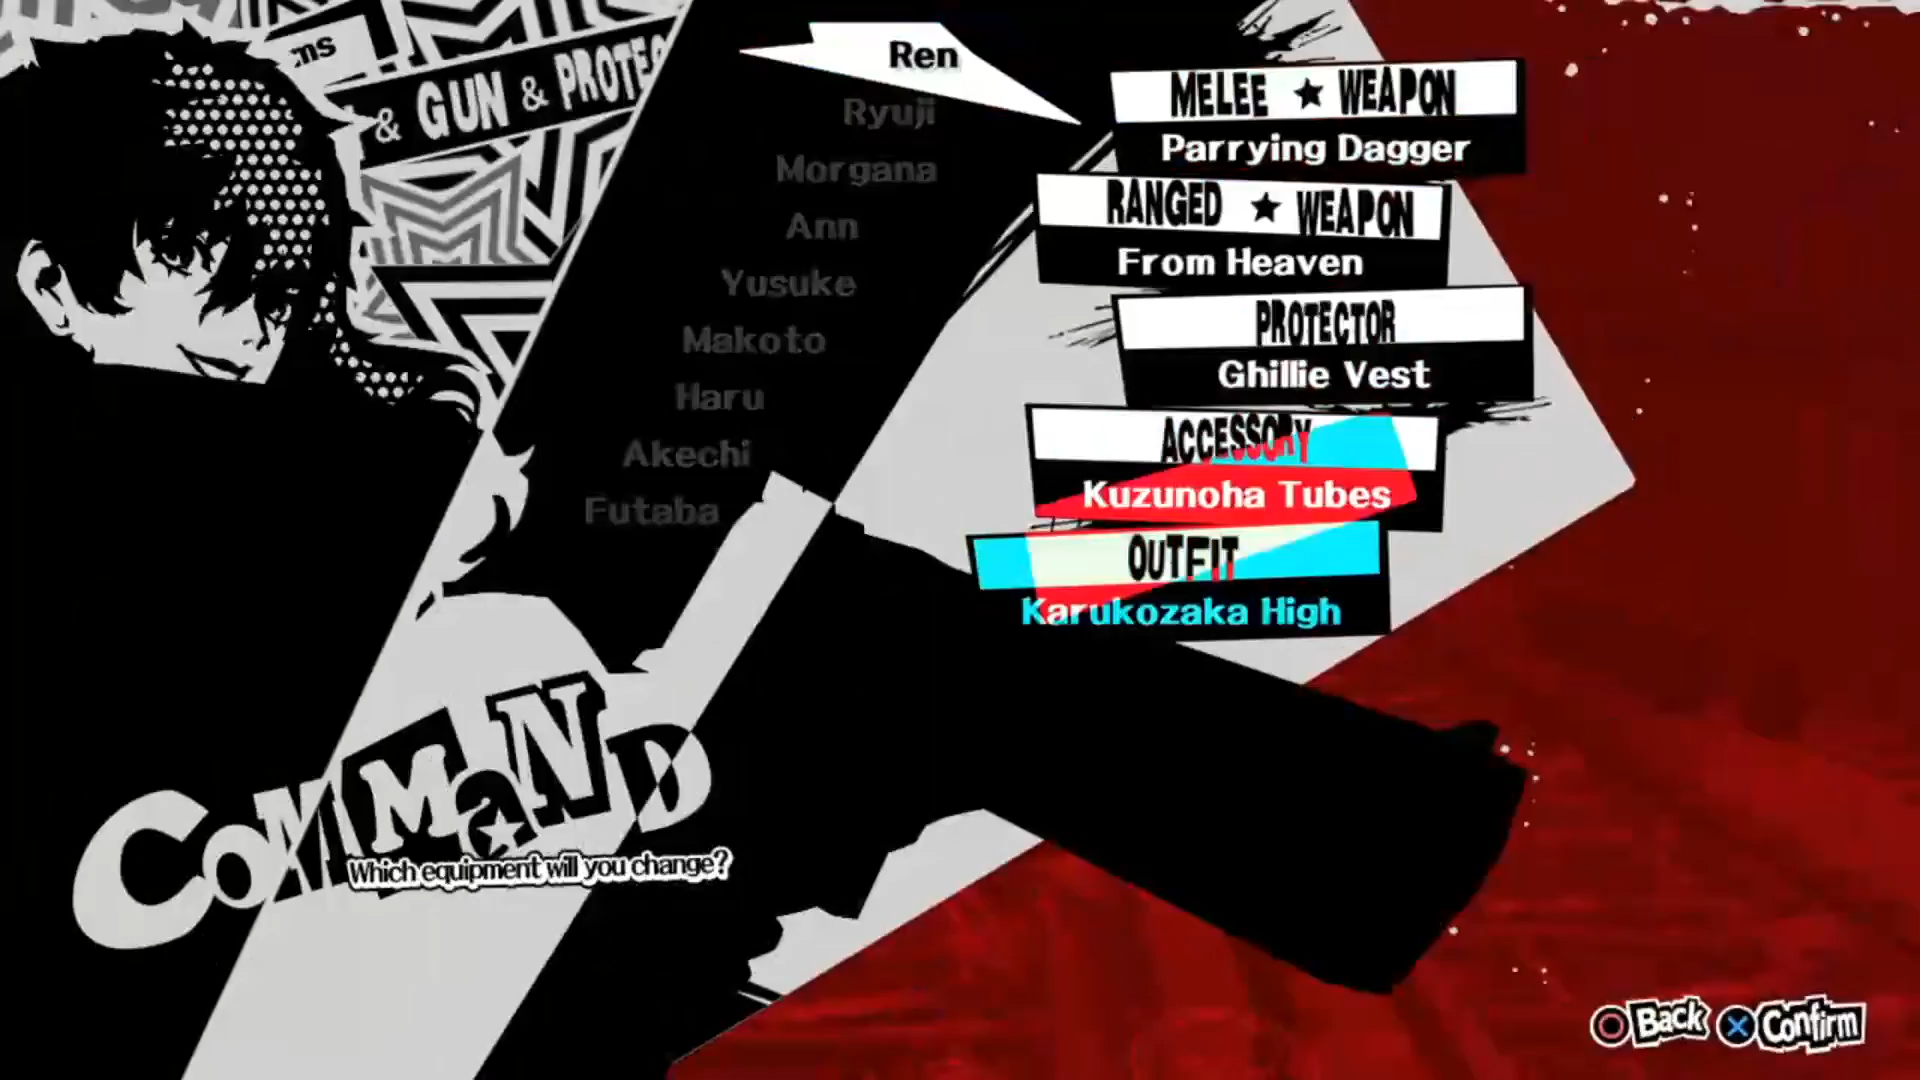 & GUN & PROTEC
Ren
Ryuji
Morgana
Ann
Yusuke
Makoto
Haru
Akechi
Futaba
MELEE ★ WEAPON
Parrying Dagger
RANGED ★ WEAPON
From Heaven
PROTECTOR
Ghillie Vest
ACCESSORY
Kuzunoha Tubes
OUTFIT
Karukozaka High
COMMaND
Which equipment will you change?
Back
Confirm